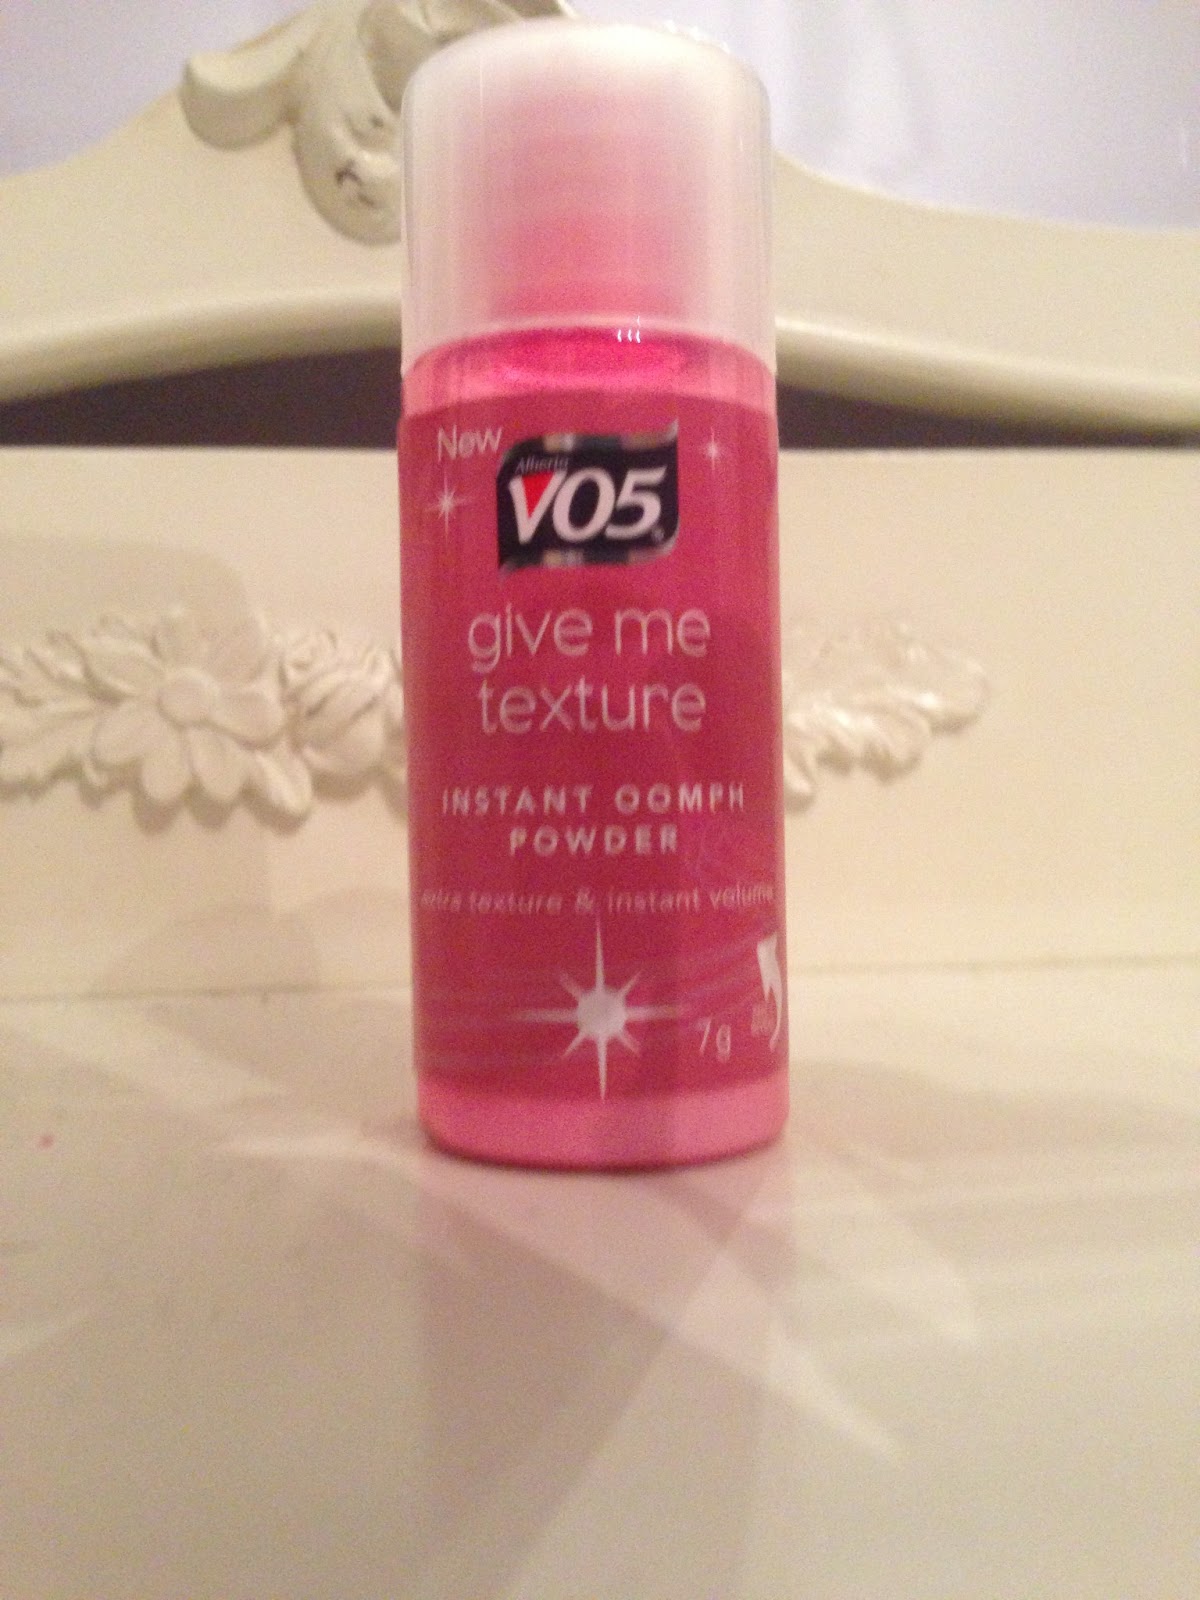 New
Alberto
VO5
give me
texture
INSTANT OOMPH
POWDER
extra texture & instant volume
7g